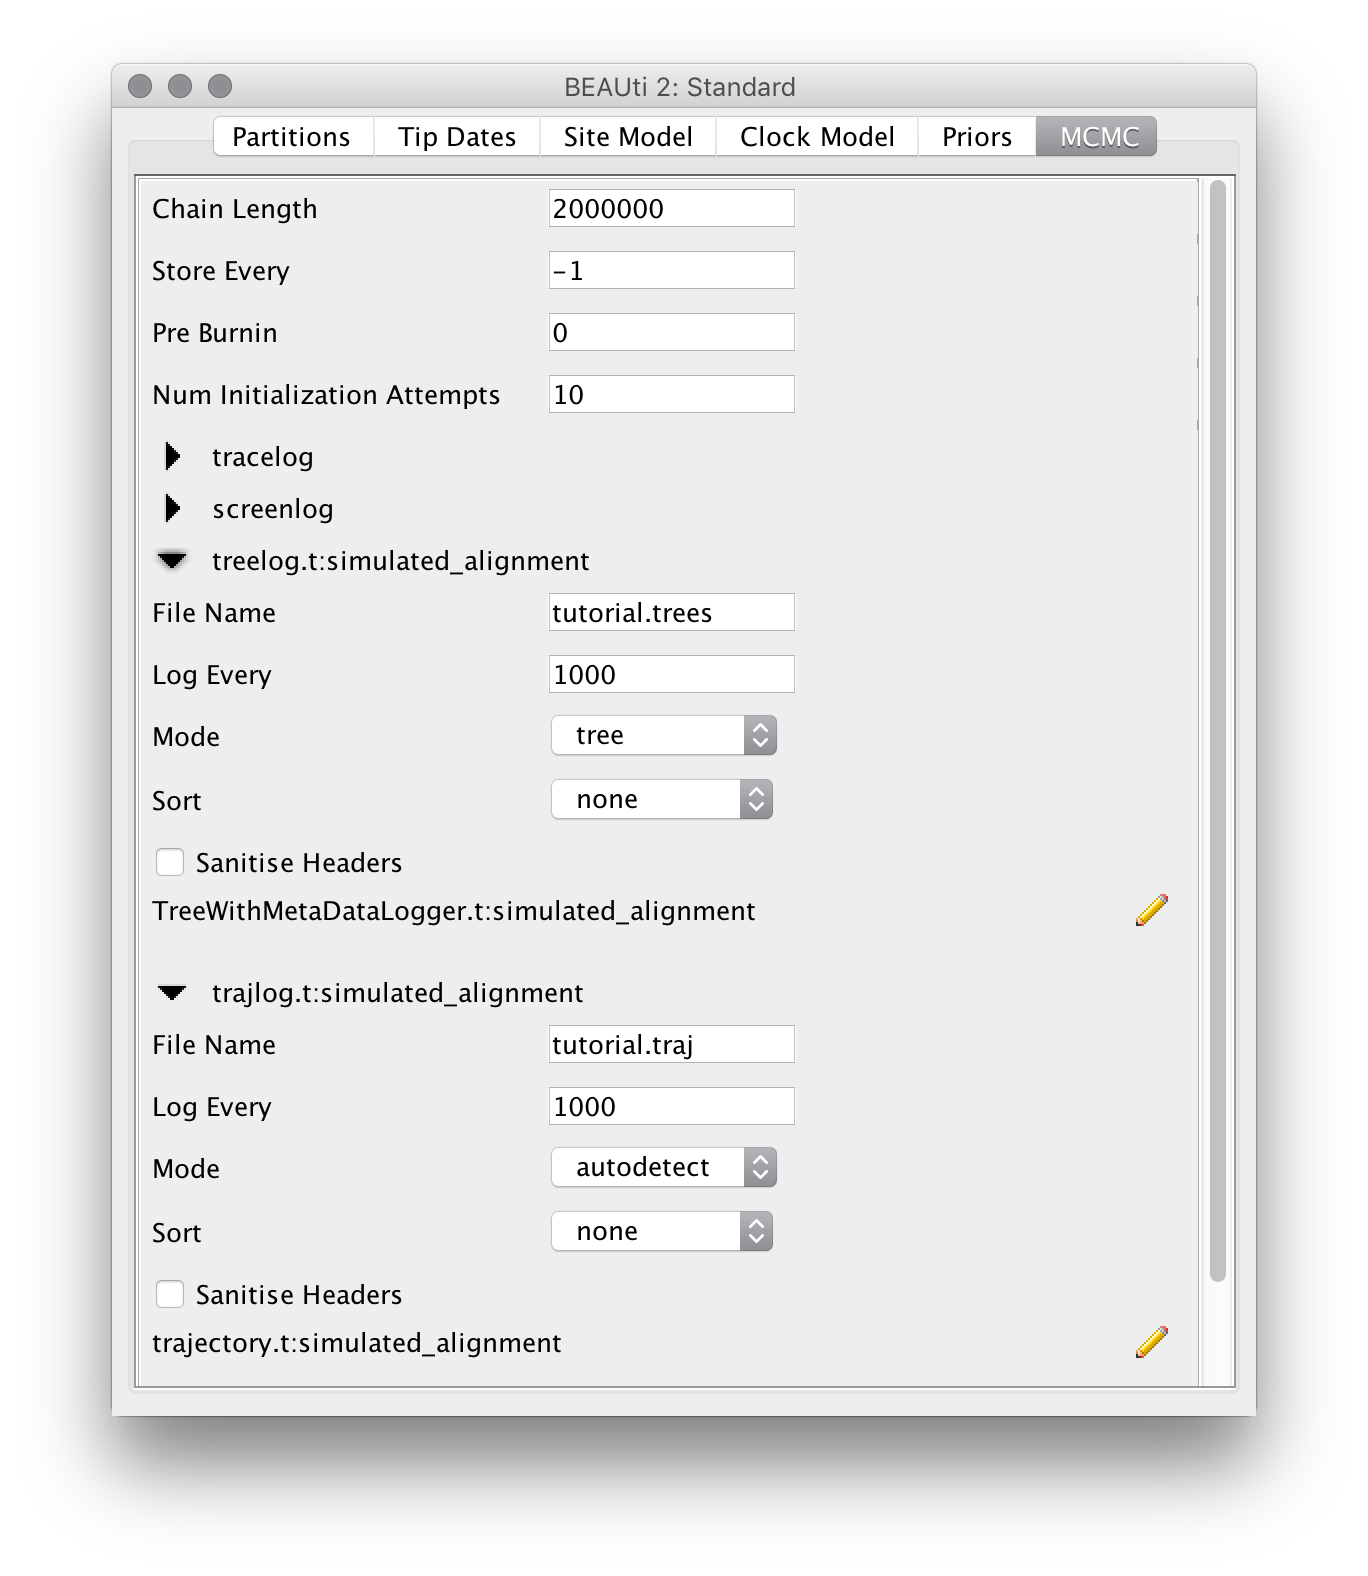 BEAUti 2: Standard
Partitions Tip Dates Site Model Clock Model Priors MCMC
Chain Length 2000000
Store Every -1
Pre Burnin 0
Num Initialization Attempts 10
tracelog
screenlog
treelog.t:simulated_alignment
File Name tutorial.trees
Log Every 1000
Mode tree
Sort none
Sanitise Headers
TreeWithMetaDataLogger.t:simulated_alignment
trajlog.t:simulated_alignment
File Name tutorial.traj
Log Every 1000
Mode autodetect
Sort none
Sanitise Headers
trajectory.t:simulated_alignment